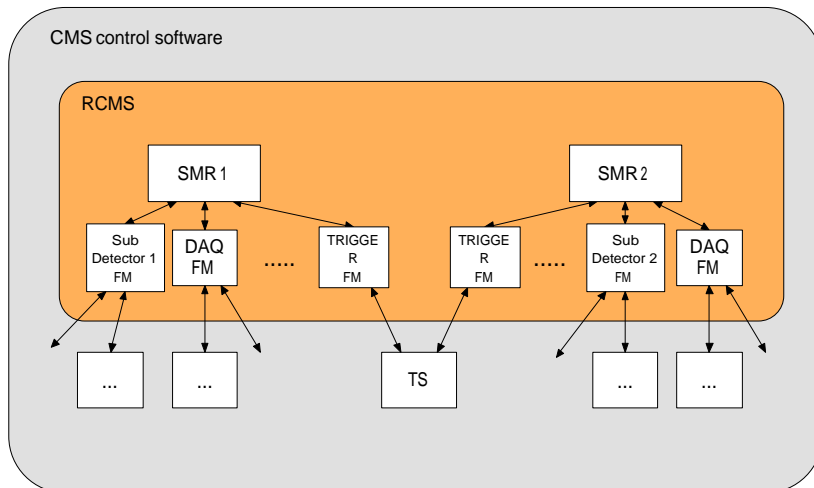 CMS control software
RCMS
SMR 1
SMR 2
Sub
Detector 1
FM
DAQ
FM
.....
TRIGGE
R
FM
TRIGGE
R
FM
.....
Sub
Detector 2
FM
DAQ
FM
...
...
TS
...
...